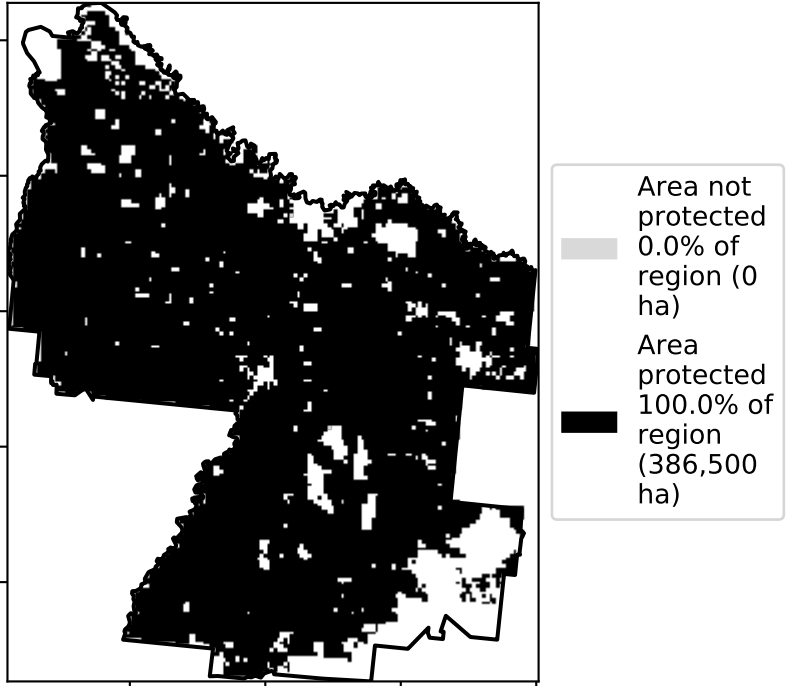 Area not
protected
0.0% of
region (0
ha)
Area
protected
100.0% of
region
(386,500
ha)